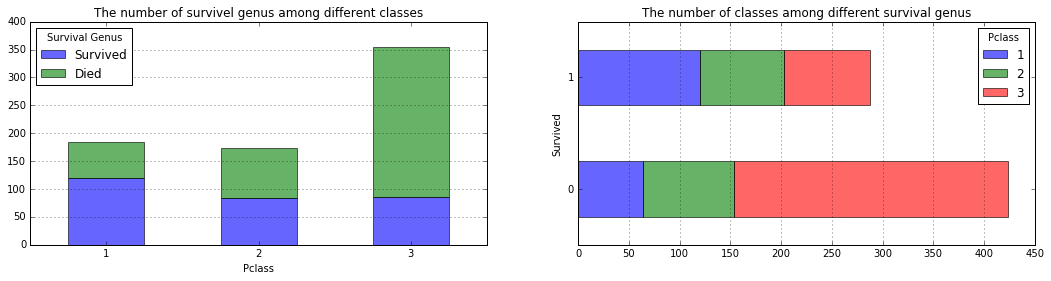 The number of survivel genus among different classes
400
350
300
250
200
150
100
50
0
Survival Genus
Survived
Died
1 2 3
Pclass
The number of classes among different survival genus
Pclass
1
2
3
Survived
1
0
0 50 100 150 200 250 300 350 400 450